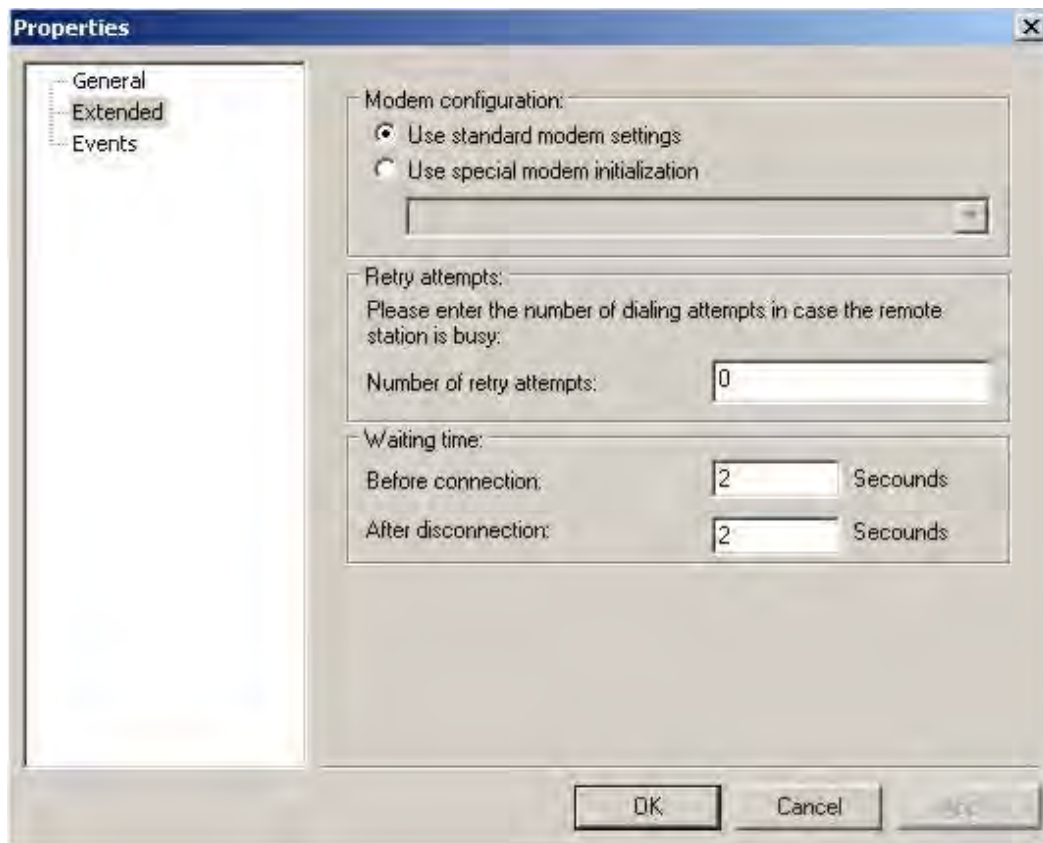 Properties
General
Extended
Events
Modem configuration:
Use standard modem settings
Use special modem initialization
Retry attempts:
Please enter the number of dialing attempts in case the remote
station is busy:
Number of retry attempts:
0
Waiting time:
Before connection:
2
Secounds
After disconnection:
2
Secounds
OK
Cancel